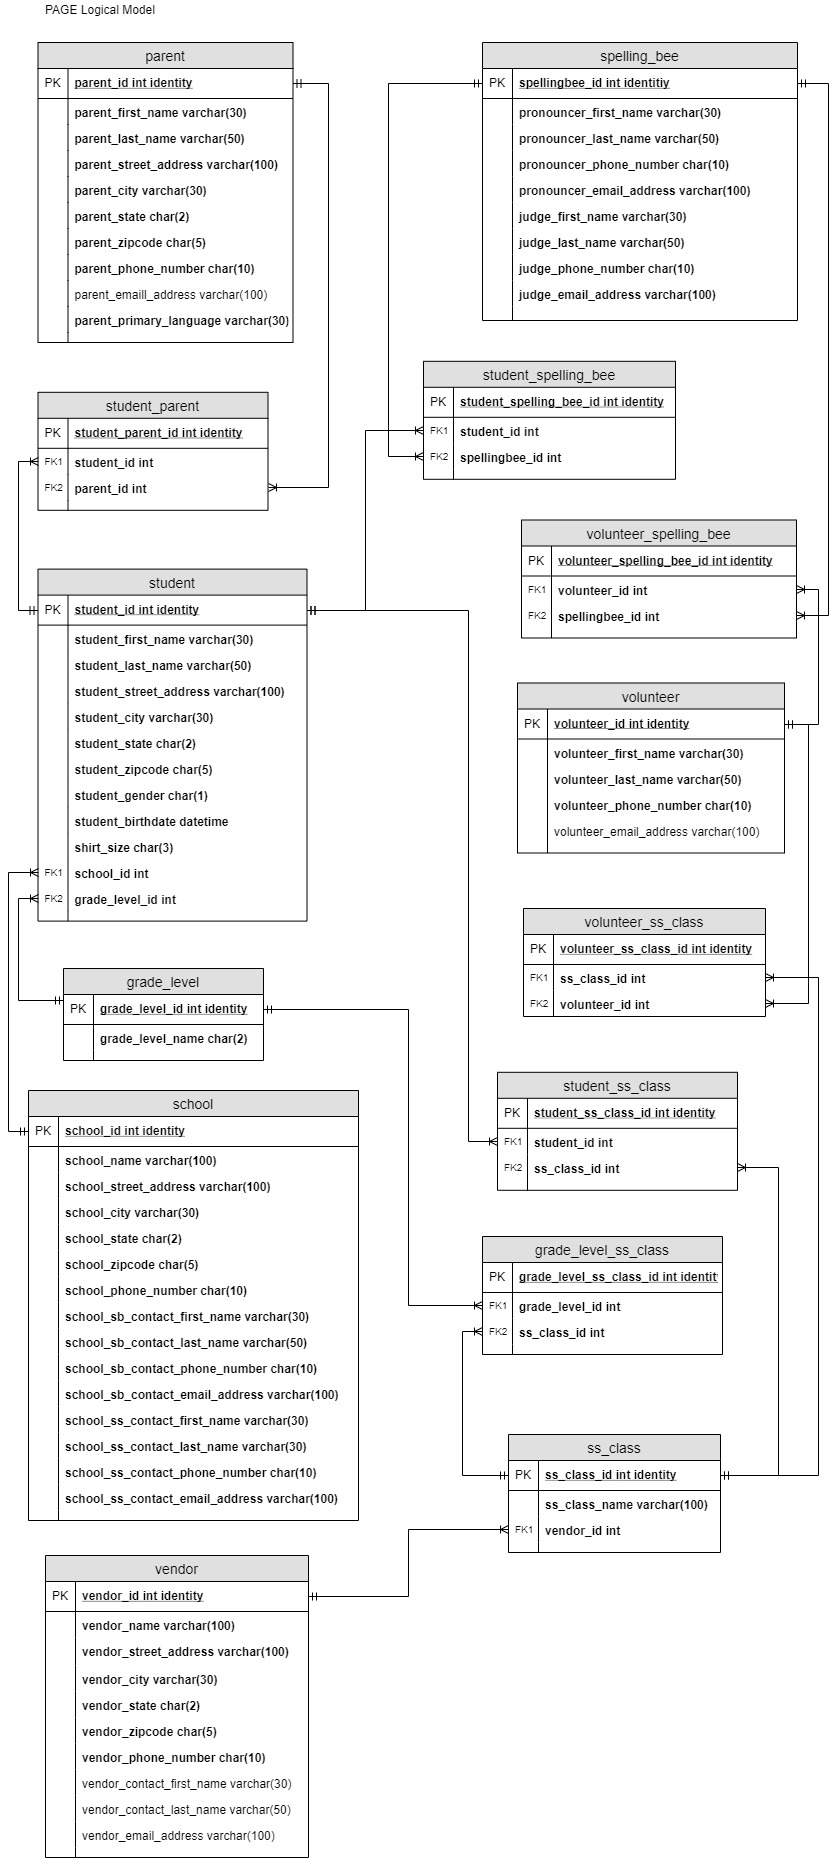 PAGE Logical Model
parent
PK parent_id int identity
parent_first_name varchar(30)
parent_last_name varchar(50)
parent_street_address varchar(100)
parent_city varchar(30)
parent_state char(2)
parent_zipcode char(5)
parent_phone_number char(10)
parent_emaill_address varchar(100)
parent_primary_language varchar(30)
spelling_bee
PK spellingbee_id int identitiy
pronouncer_first_name varchar(30)
pronouncer_last_name varchar(50)
pronouncer_phone_number char(10)
pronouncer_email_address varchar(100)
judge_first_name varchar(30)
judge_last_name varchar(50)
judge_phone_number char(10)
judge_email_address varchar(100)
student_parent
PK student_parent_id int identity
FK1 student_id int
FK2 parent_id int
student_spelling_bee
PK student_spelling_bee_id int identity
FK1 student_id int
FK2 spellingbee_id int
volunteer_spelling_bee
PK volunteer_spelling_bee_id int identity
FK1 volunteer_id int
FK2 spellingbee_id int
student
PK student_id int identity
student_first_name varchar(30)
student_last_name varchar(50)
student_street_address varchar(100)
student_city varchar(30)
student_state char(2)
student_zipcode char(5)
student_gender char(1)
student_birthdate datetime
shirt_size char(3)
FK1 school_id int
FK2 grade_level_id int
volunteer
PK volunteer_id int identity
volunteer_first_name varchar(30)
volunteer_last_name varchar(50)
volunteer_phone_number char(10)
volunteer_email_address varchar(100)
volunteer_ss_class
PK volunteer_ss_class_id int identity
FK1 ss_class_id int
FK2 volunteer_id int
grade_level
PK grade_level_id int identity
grade_level_name char(2)
student_ss_class
PK student_ss_class_id int identity
FK1 student_id int
FK2 ss_class_id int
school
PK school_id int identity
school_name varchar(100)
school_street_address varchar(100)
school_city varchar(30)
school_state char(2)
school_zipcode char(5)
school_phone_number char(10)
school_sb_contact_first_name varchar(30)
school_sb_contact_last_name varchar(50)
school_sb_contact_phone_number char(10)
school_sb_contact_email_address varchar(100)
school_ss_contact_first_name varchar(30)
school_ss_contact_last_name varchar(30)
school_ss_contact_phone_number char(10)
school_ss_contact_email_address varchar(100)
grade_level_ss_class
PK grade_level_ss_class_id int identit
FK1 grade_level_id int
FK2 ss_class_id int
ss_class
PK ss_class_id int identity
ss_class_name varchar(100)
FK1 vendor_id int
vendor
PK vendor_id int identity
vendor_name varchar(100)
vendor_street_address varchar(100)
vendor_city varchar(30)
vendor_state char(2)
vendor_zipcode char(5)
vendor_phone_number char(10)
vendor_contact_first_name varchar(30)
vendor_contact_last_name varchar(50)
vendor_email_address varchar(100)